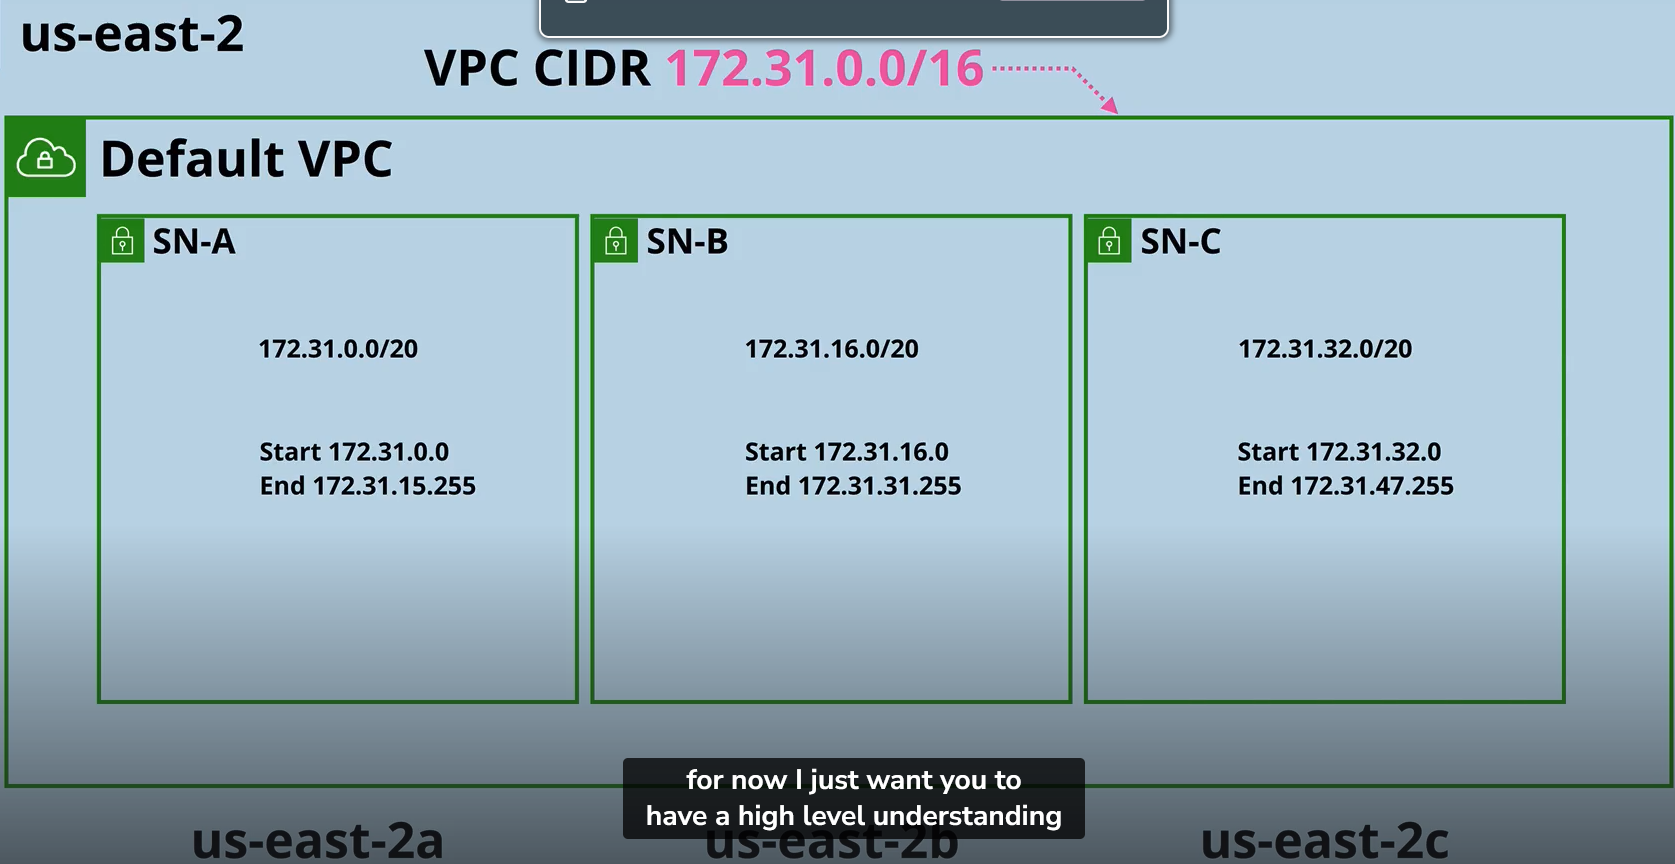 us-east-2
VPC CIDR 172.31.0.0/16
Default VPC
SN-A
172.31.0.0/20
Start 172.31.0.0
End 172.31.15.255
SN-B
172.31.16.0/20
Start 172.31.16.0
End 172.31.31.255
SN-C
172.31.32.0/20
Start 172.31.32.0
End 172.31.47.255
for now I just want you to
have a high level understanding
us-east-2a
us-east-2b
us-east-2c